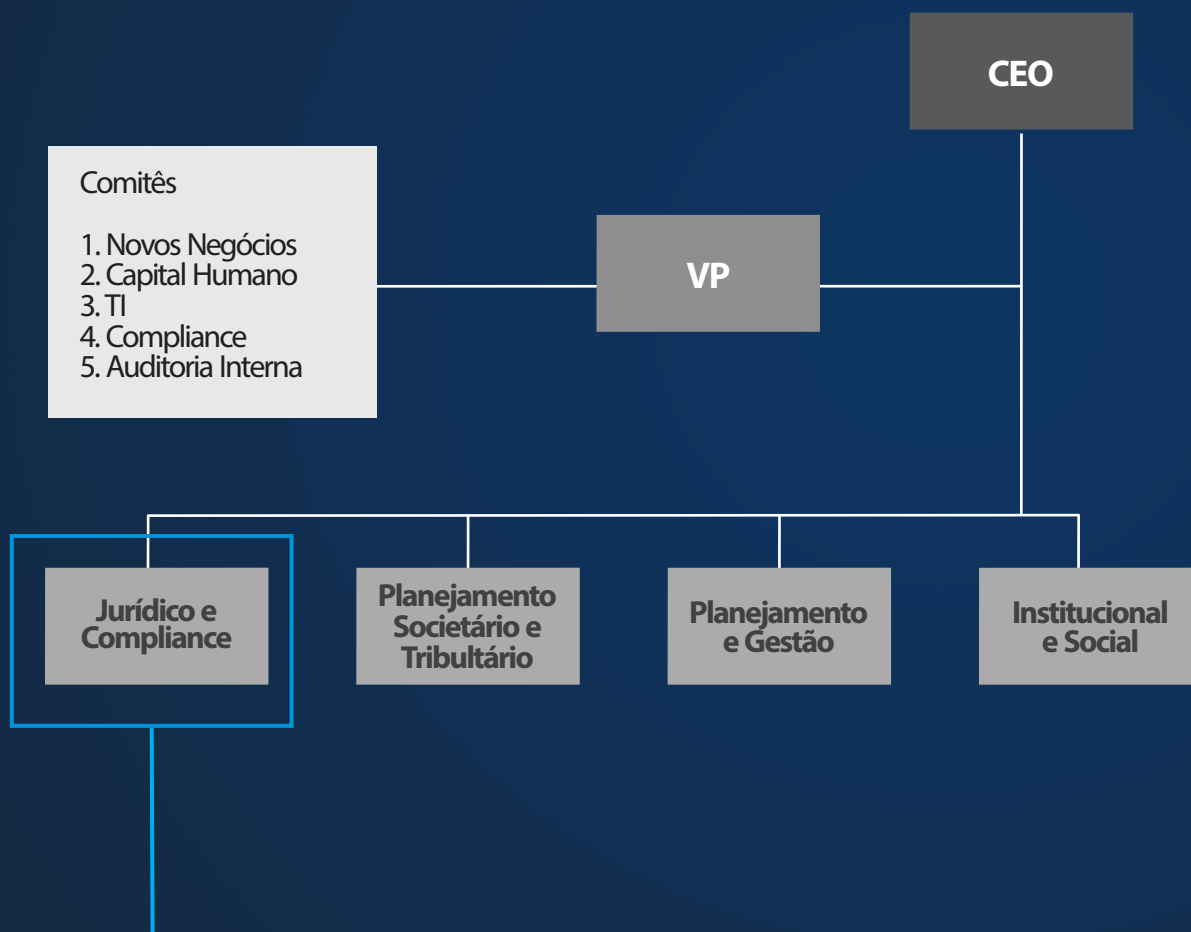 CEO
Comitês
1. Novos Negócios
2. Capital Humano
3. TI
4. Compliance
5. Auditoria Interna
VP
Jurídico e
Compliance
Planejamento
Societário e
Tribultário
Planejamento
e Gestão
Institucional
e Social